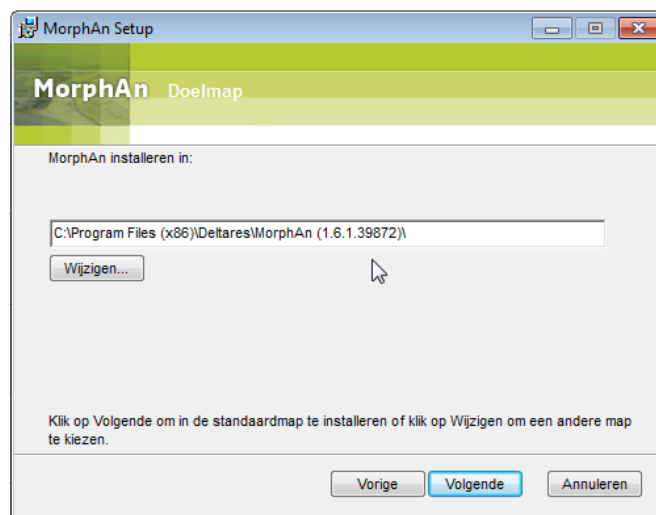 MorphAn Setup
MorphAn Doelmap
MorphAn installeren in:
C:\Program Files (x86)\Deltares\MorphAn (1.6.1.39872)\
Wijzigen...
Klik op Volgende om in de standaardmap te installeren of klik op Wijzigen om een andere map
te kiezen.
Vorige Volgende Annuleren